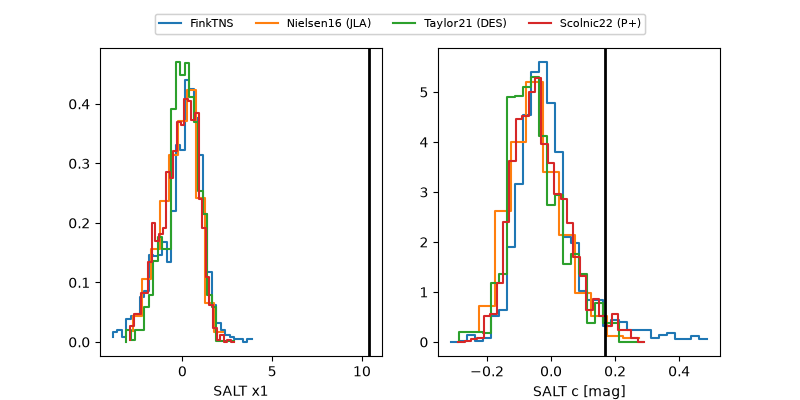 FinkTNS Nielsen16 (JLA) Taylor21 (DES) Scolnic22 (P+)
0.4
0.3
0.2
0.1
0.0
0 5 10
SALT x1
5
4
3
2
1
0
−0.2 0.0 0.2 0.4
SALT c [mag]